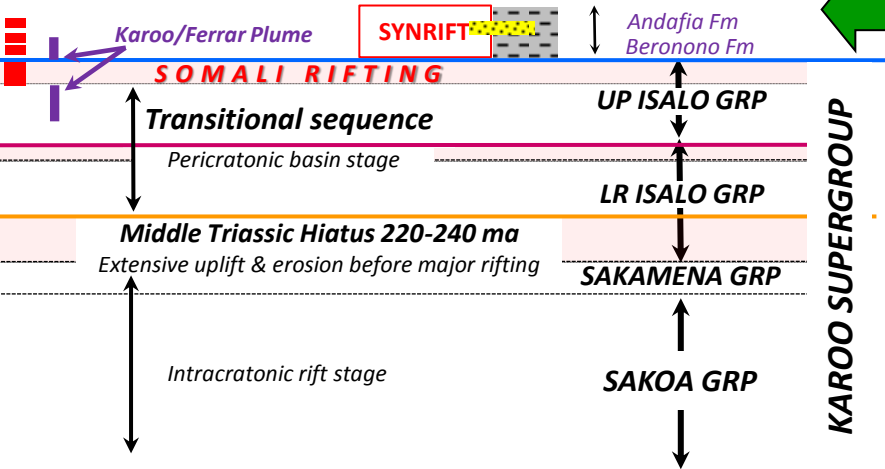 Karoo/Ferrar Plume
SYNRIFT
Andafia Fm
Beronono Fm
SOMALI RIFTING
UP ISALO GRP
Transitional sequence
Pericratonic basin stage
LR ISALO GRP
Middle Triassic Hiatus 220-240 ma
Extensive uplift & erosion before major rifting
SAKAMENA GRP
Intracratonic rift stage
SAKOA GRP
KAROO SUPERGROUP